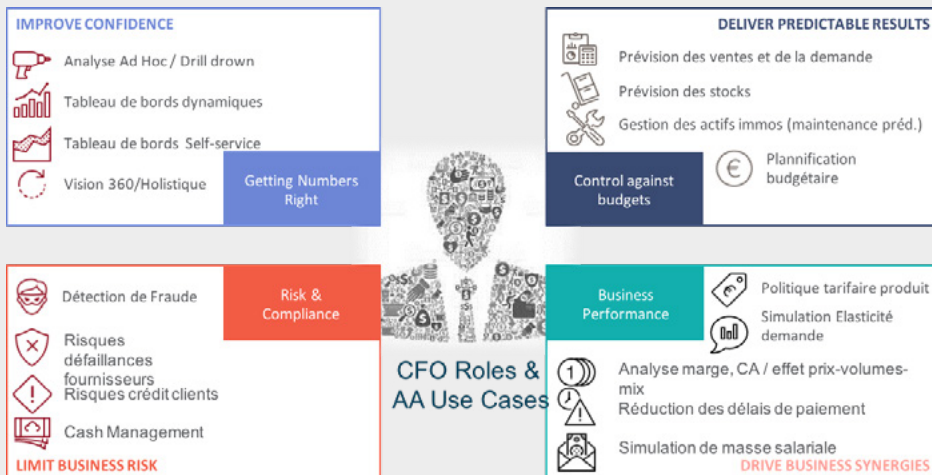 IMPROVE CONFIDENCE
Analyse Ad Hoc / Drill drown
Tableau de bords dynamiques
Tableau de bords Self-service
Vision 360/Holistique
Getting Numbers
Right
DELIVER PREDICTABLE RESULTS
Prévision des ventes et de la demande
Prévision des stocks
Gestion des actifs immos (maintenance préd.)
Plannification
budgétaire
Control against
budgets
Détection de Fraude
Risques
défaillances
fournisseurs
Risques crédit clients
Cash Management
Risk &
Compliance
LIMIT BUSINESS RISK
CFO Roles &
AA Use Cases
Business
Performance
Politique tarifaire produit
Simulation Elasticité
demande
Analyse marge, CA / effet prix-volumes-
mix
Réduction des délais de paiement
Simulation de masse salariale
DRIVE BUSINESS SYNERGIES